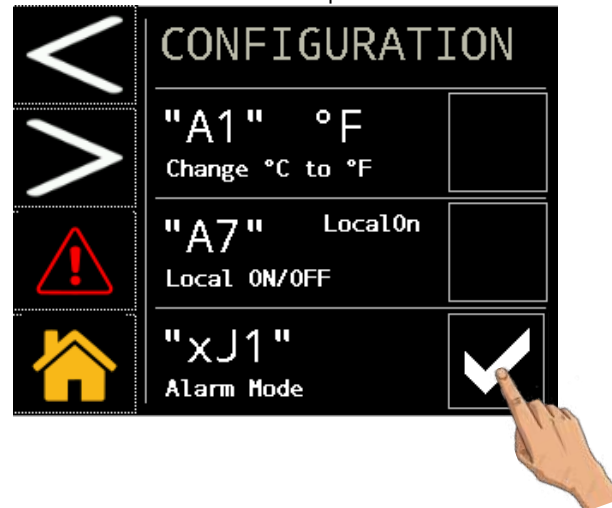 CONFIGURATION
"A1" °F
Change °C to °F
"A7" LocalOn
Local ON/OFF
"xJ1"
Alarm Mode